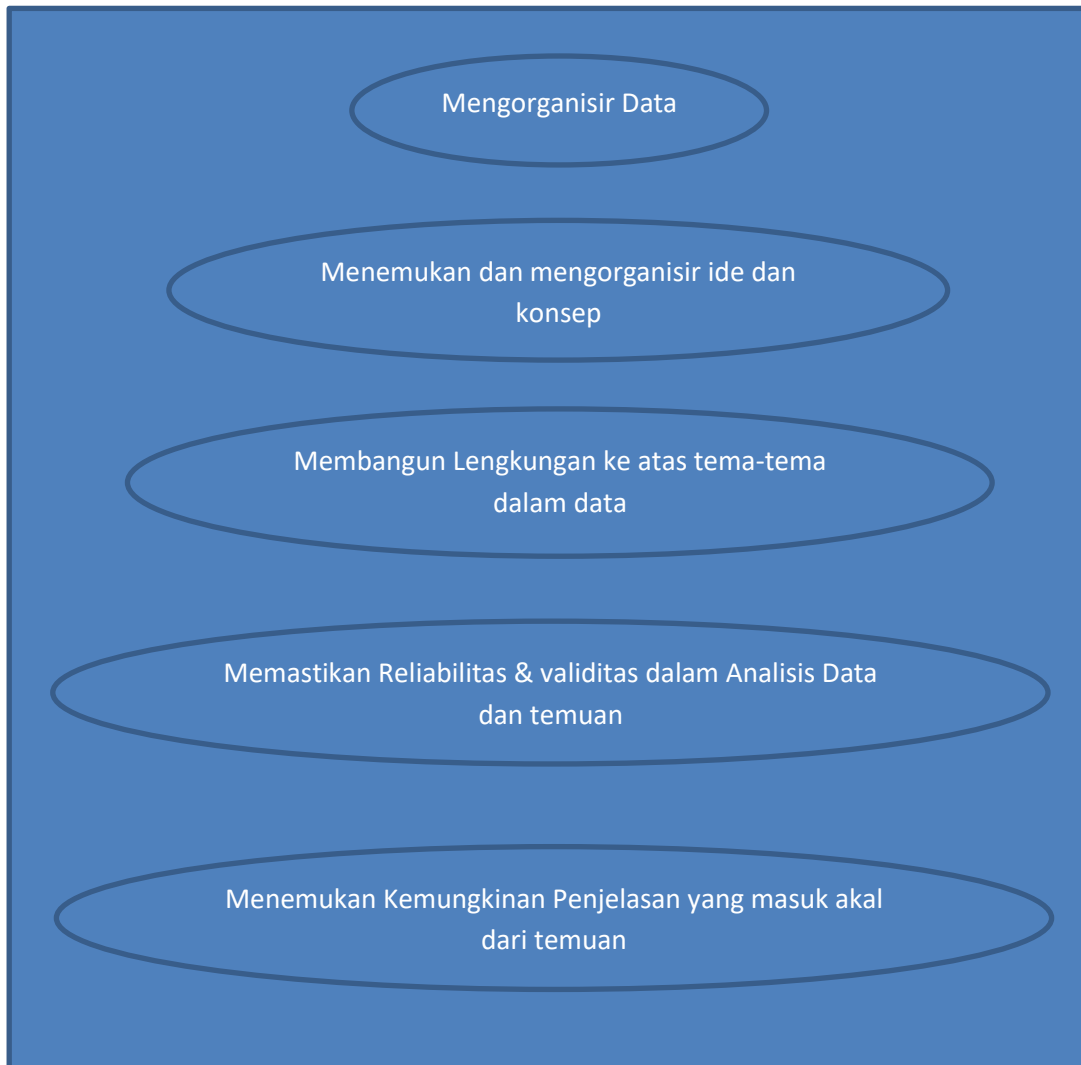 Mengorganisir Data
Menemukan dan mengorganisir ide dan
konsep
Membangun Lengkungan ke atas tema-tema
dalam data
Memastikan Reliabilitas & validitas dalam Analisis Data
dan temuan
Menemukan Kemungkinan Penjelasan yang masuk akal
dari temuan